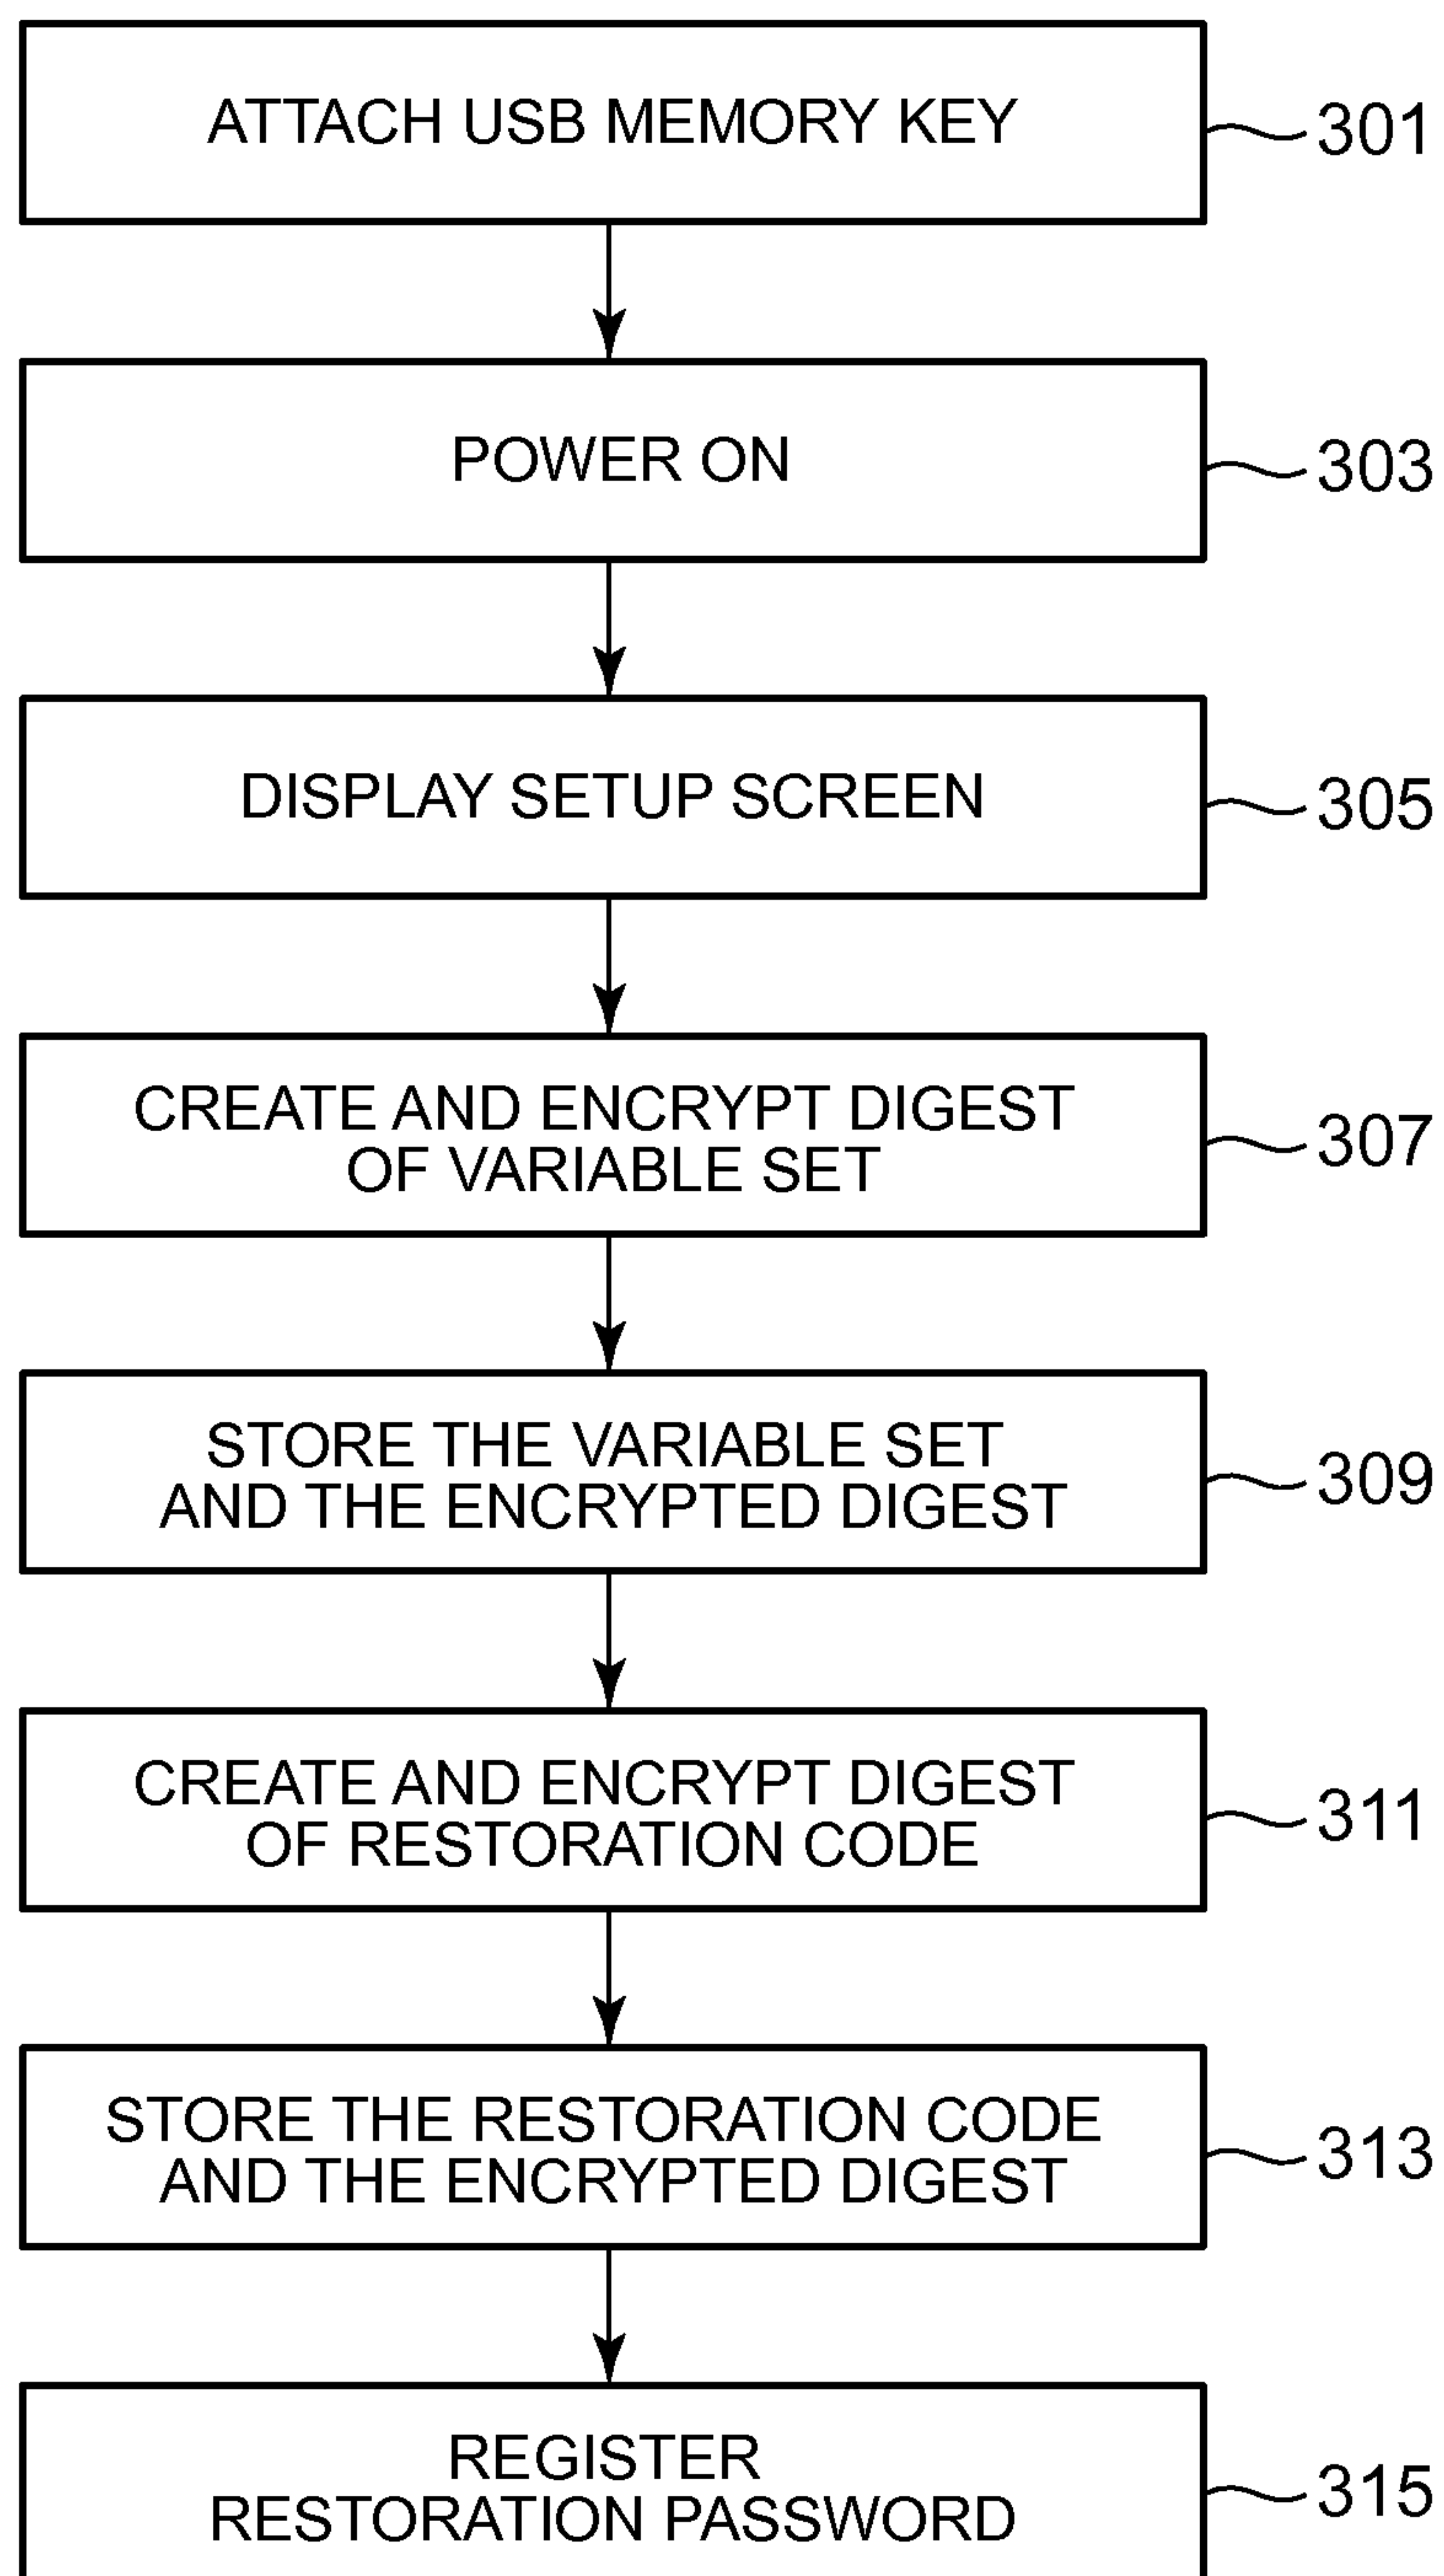 ATTACH USB MEMORY KEY
301
POWER ON
303
DISPLAY SETUP SCREEN
305
CREATE AND ENCRYPT DIGEST
OF VARIABLE SET
307
STORE THE VARIABLE SET
AND THE ENCRYPTED DIGEST
309
CREATE AND ENCRYPT DIGEST
OF RESTORATION CODE
311
STORE THE RESTORATION CODE
AND THE ENCRYPTED DIGEST
313
REGISTER
RESTORATION PASSWORD
315